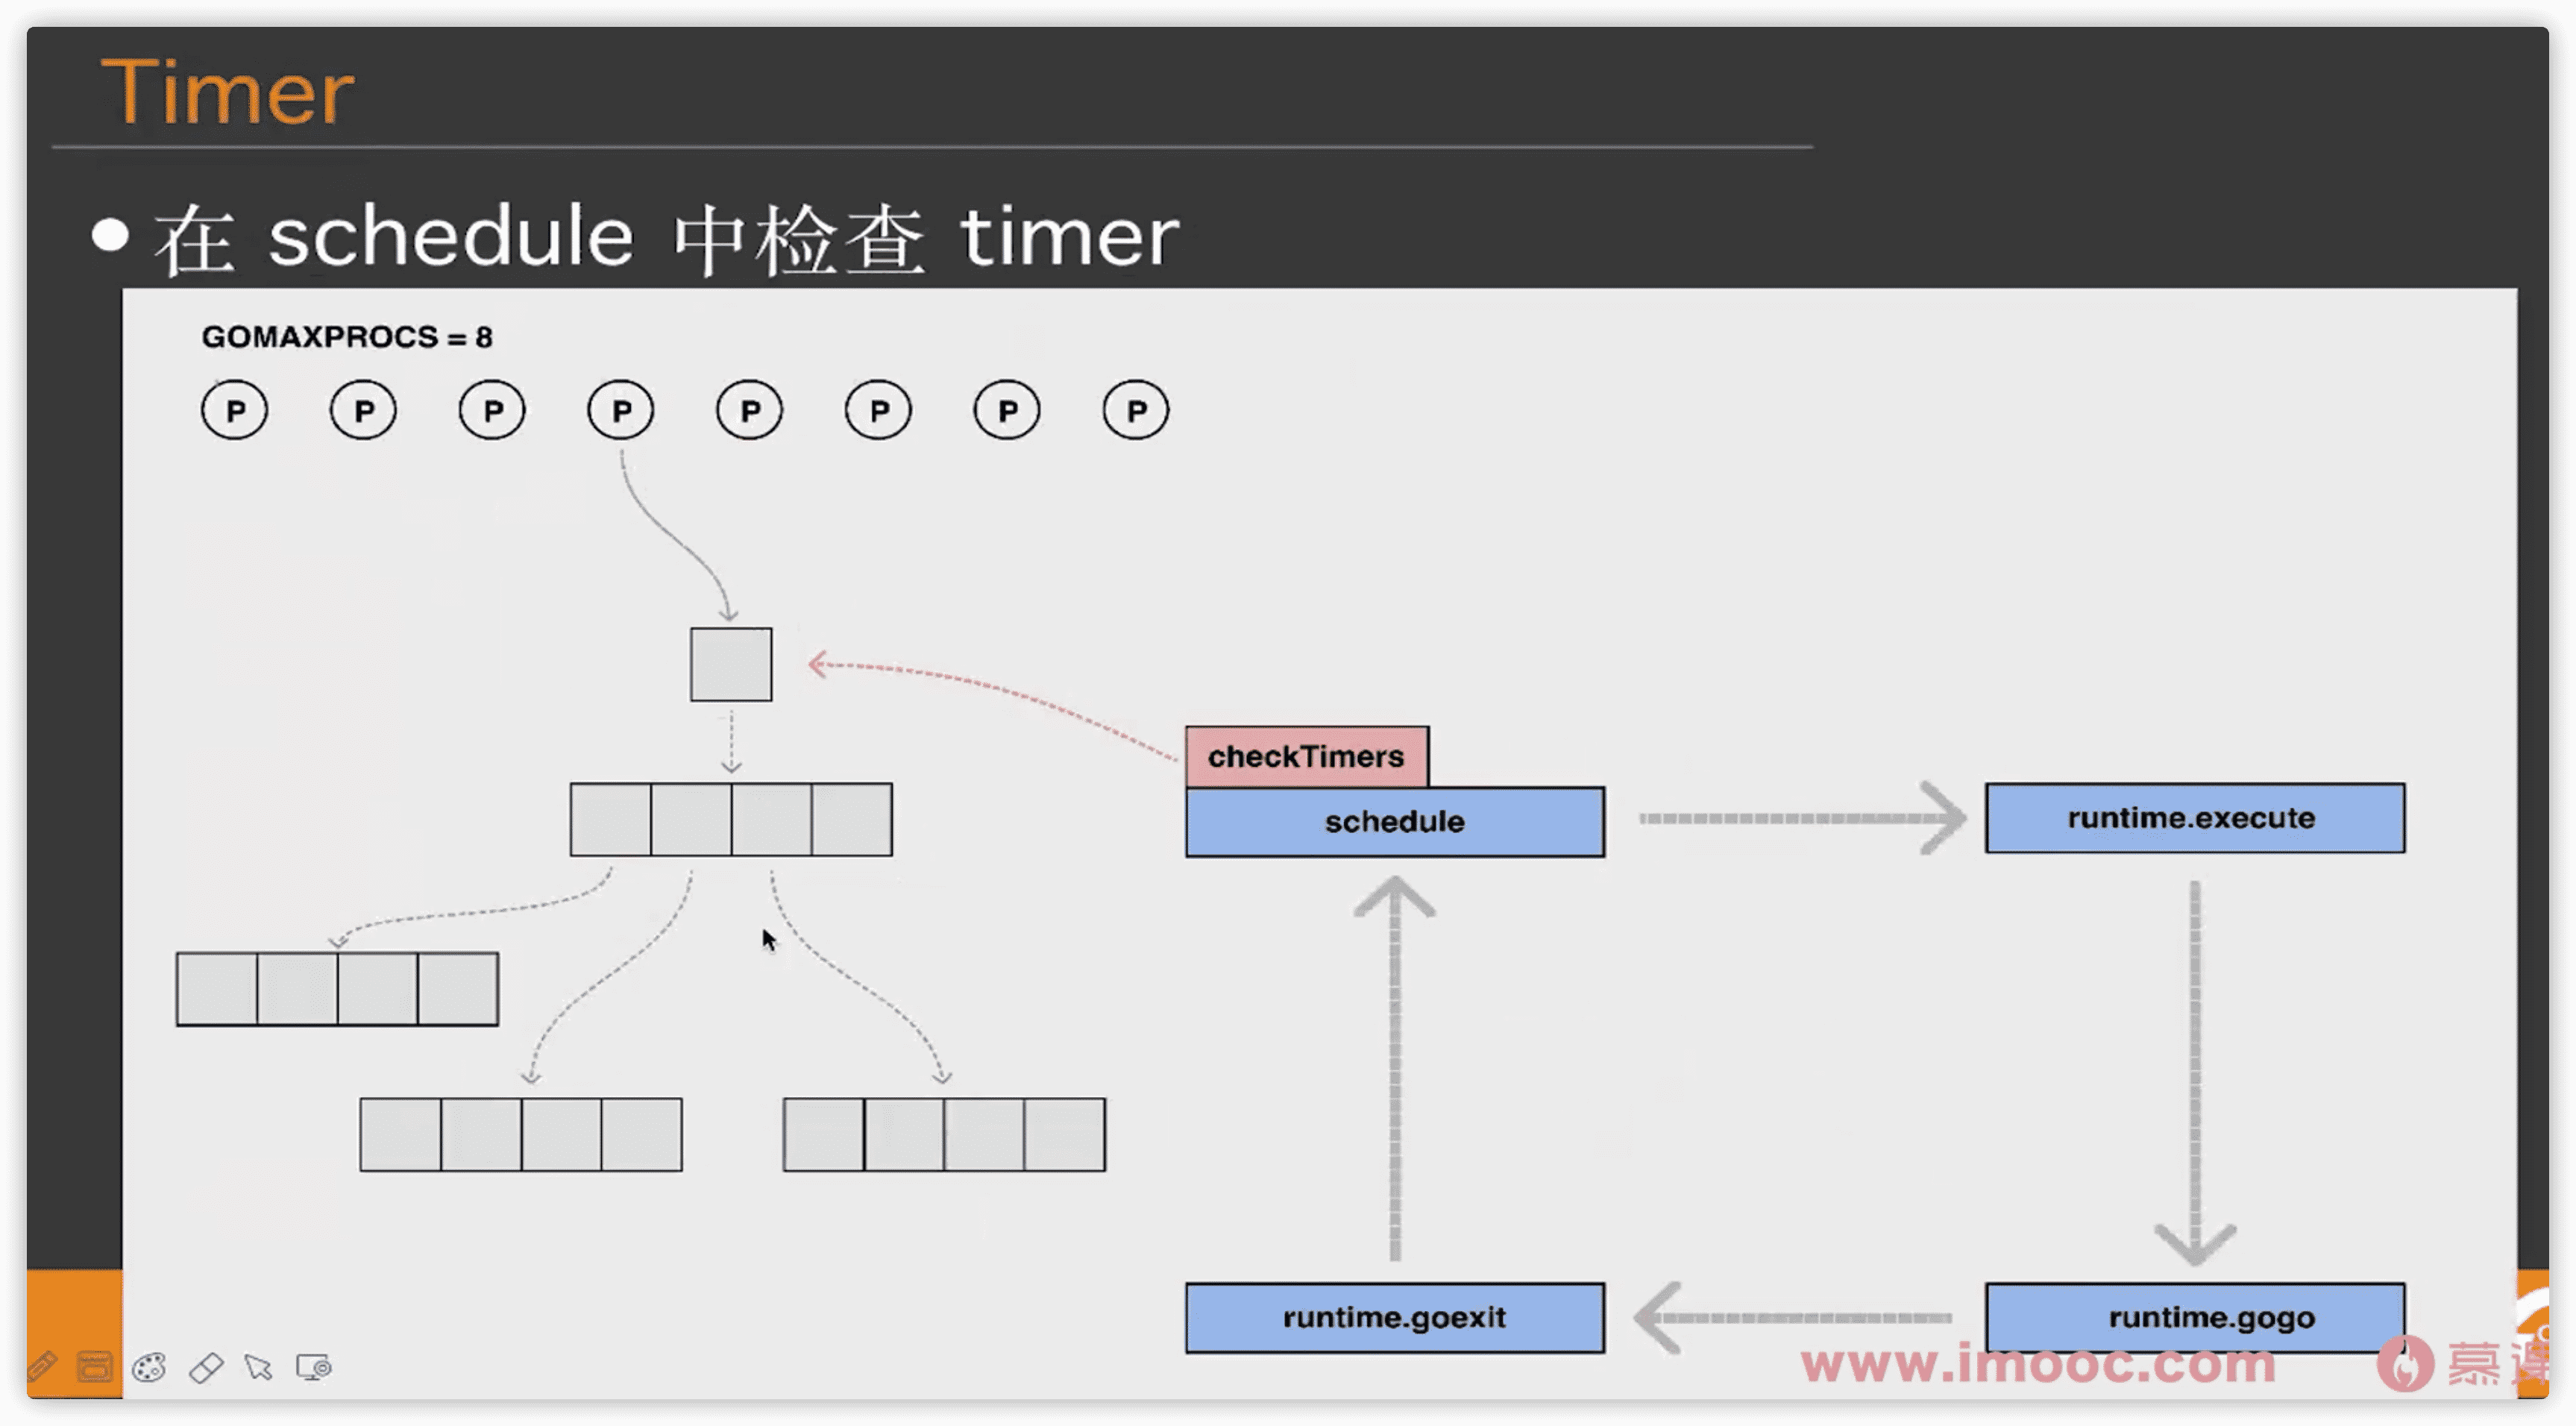 Timer
在 schedule 中检查 timer
GOMAXPROCS = 8
P P P P P P P P
checkTimers
schedule
runtime.execute
runtime.goexit
runtime.gogo
www.imooc.com
慕课